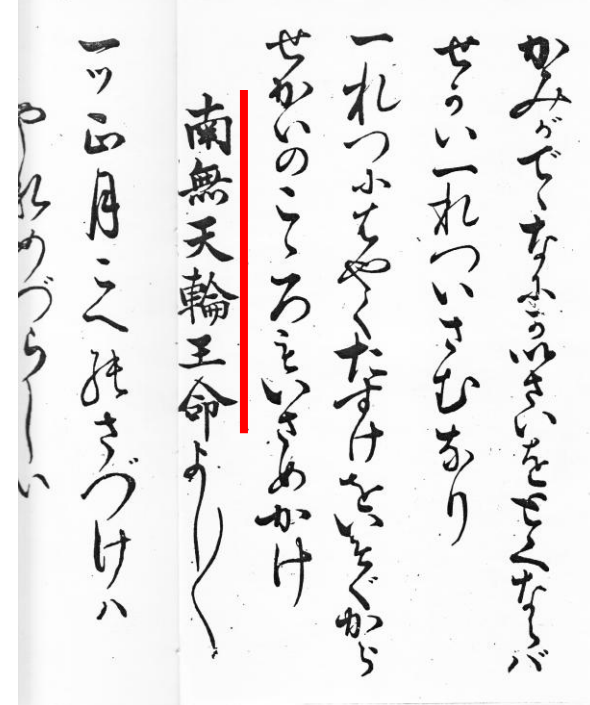 かみがでゝなにかいさいをとくならバ
せかい一れついさむなり
一れつにはやくたすけをいそぐから
せかいのこゝろもいさめかけ
南無天輪王命よし〳〵
一ッ正月こへのさづけハ
やれめづらしい